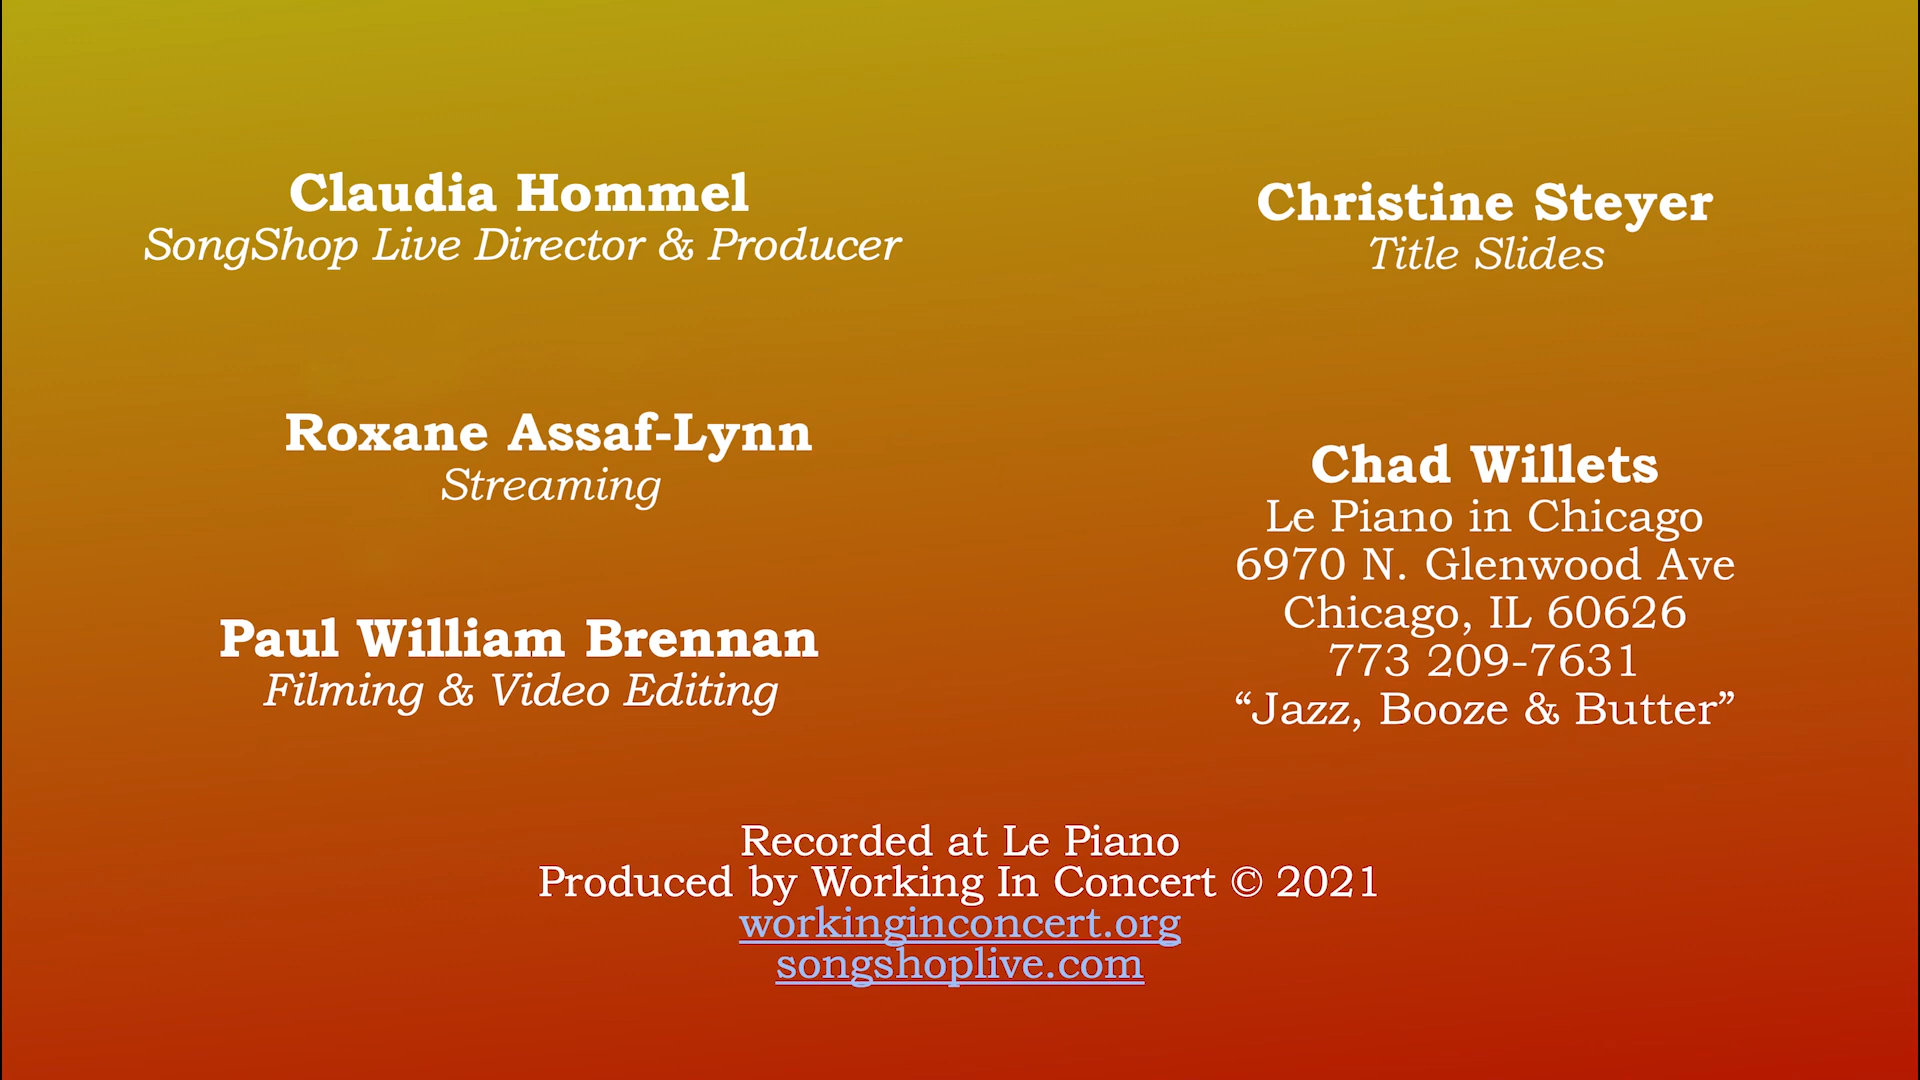 Claudia Hommel
SongShop Live Director & Producer
Roxane Assaf-Lynn
Streaming
Paul William Brennan
Filming & Video Editing
Christine Steyer
Title Slides
Chad Willets
Le Piano in Chicago
6970 N. Glenwood Ave
Chicago, IL 60626
773 209-7631
“Jazz, Booze & Butter”
Recorded at Le Piano
Produced by Working In Concert © 2021
workinginconcert.org
songshoplive.com